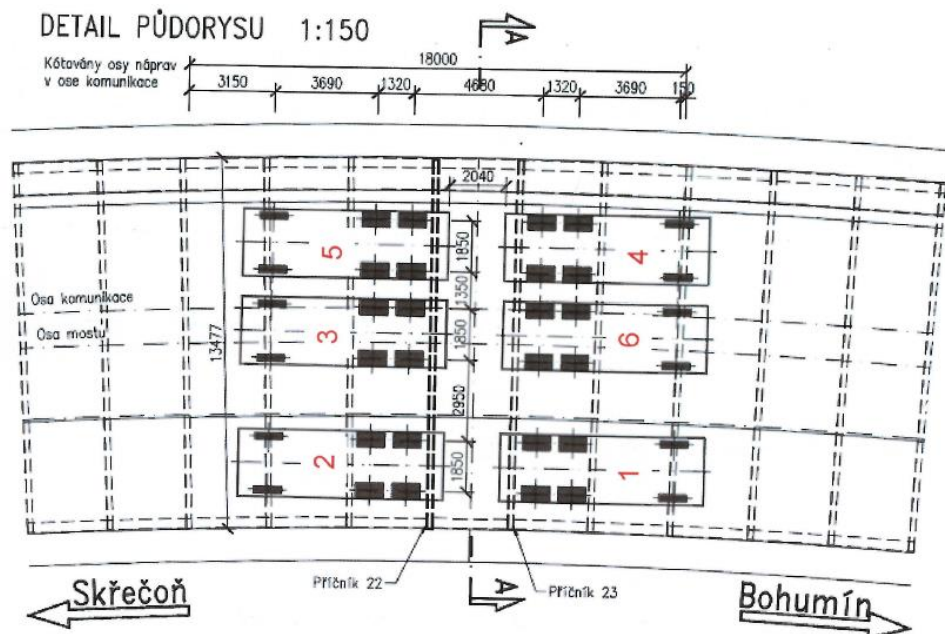 DETAIL PŮDORYSU 1:150
A
Kótovány osy náprav
v ose komunikace
18000
3150 3690 1320 4680 1320 3690 150
2040
5 4
1850
1350
Osa komunikace
Osa mostu
13477
3 6
1850
2950
2 1
1850
Příčník 22
Příčník 23
A
Skřečoň
Bohumín